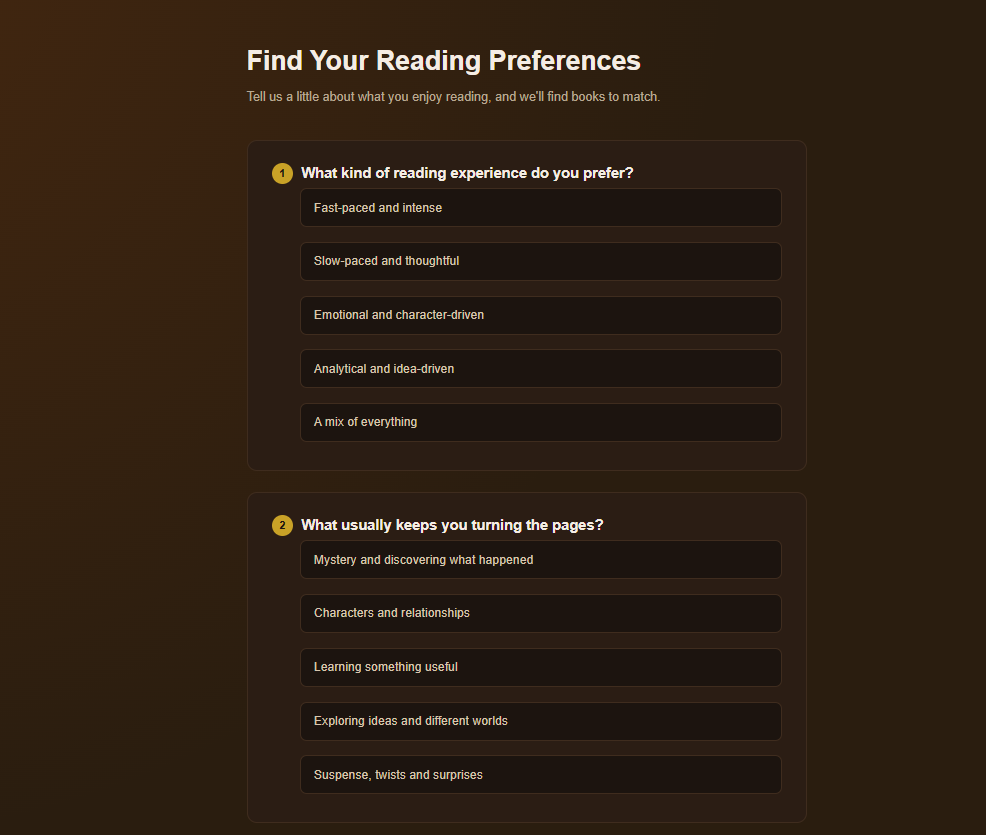 Find Your Reading Preferences
Tell us a little about what you enjoy reading, and we'll find books to match.
1 What kind of reading experience do you prefer?
Fast-paced and intense
Slow-paced and thoughtful
Emotional and character-driven
Analytical and idea-driven
A mix of everything
2 What usually keeps you turning the pages?
Mystery and discovering what happened
Characters and relationships
Learning something useful
Exploring ideas and different worlds
Suspense, twists and surprises